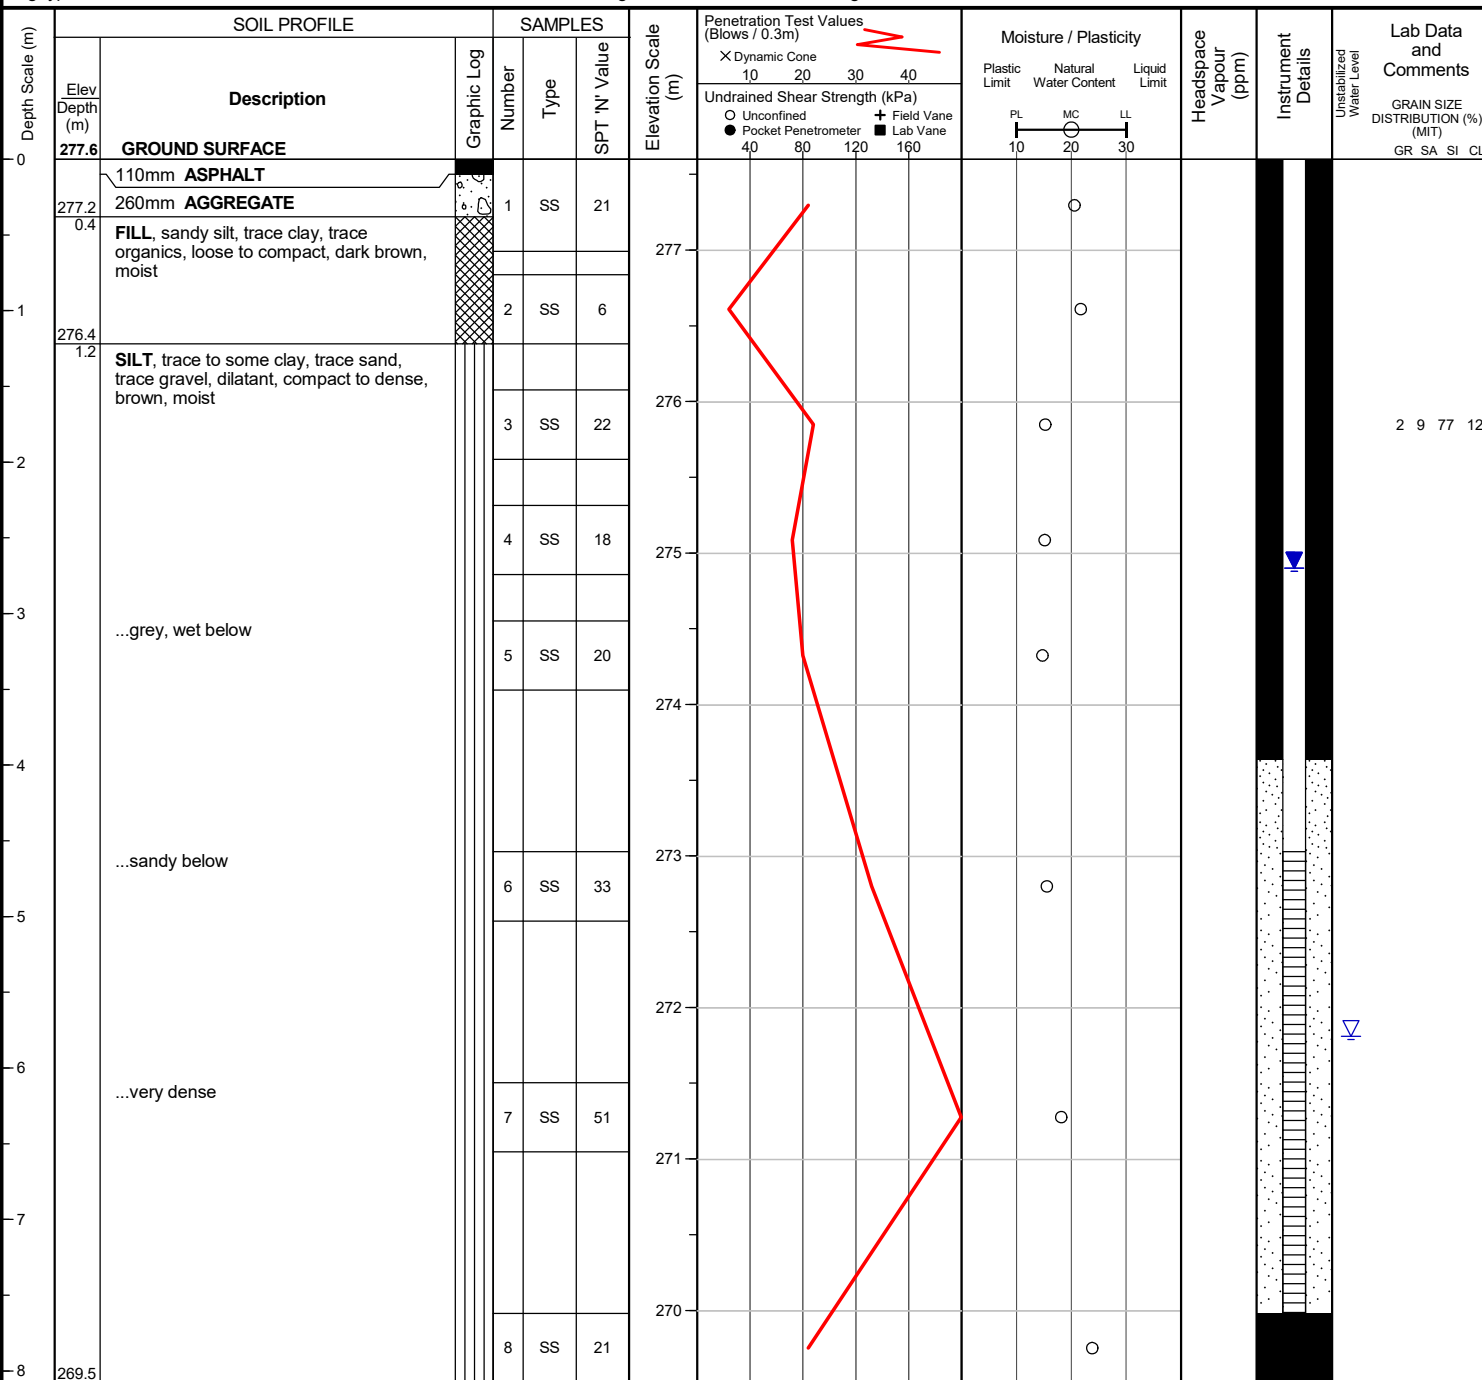 SOIL PROFILE
SAMPLES
Depth Scale (m)
Elev
Depth
(m)
277.6
Description
GROUND SURFACE
Graphic Log
Number
Type
SPT 'N' Value
Elevation Scale
(m)
Penetration Test Values
(Blows / 0.3m)
Dynamic Cone
10 20 30 40
Undrained Shear Strength (kPa)
Unconfined
Field Vane
Pocket Penetrometer
Lab Vane
40 80 120 160
Moisture / Plasticity
Plastic
Limit
Natural
Water Content
Liquid
Limit
PL MC LL
10 20 30
Headspace
Vapour
(ppm)
Instrument
Details
Unstabilized
Water Level
Lab Data
and
Comments
GRAIN SIZE
DISTRIBUTION (%)
(MIT)
GR SA SI CL
0
110mm ASPHALT
277.2
260mm AGGREGATE
1 SS 21
0.4
FILL, sandy silt, trace clay, trace
organics, loose to compact, dark brown,
moist
277
1
2 SS 6
276.4
1.2
SILT, trace to some clay, trace sand,
trace gravel, dilatant, compact to dense,
brown, moist
276
3 SS 22
2 9 77 12
2
4 SS 18
275
3
...grey, wet below
5 SS 20
274
4
...sandy below
273
6 SS 33
5
272
6
...very dense
7 SS 51
271
7
270
8 SS 21
8
269.5